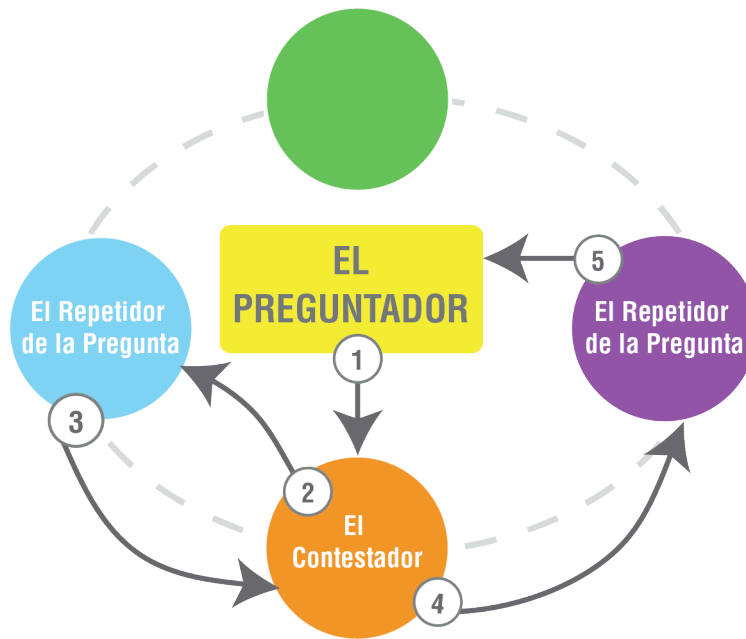 EL
PREGUNTADOR
1
5
El Repetidor
de la Pregunta
El Repetidor
de la Pregunta
3
2
El
Contestador
4